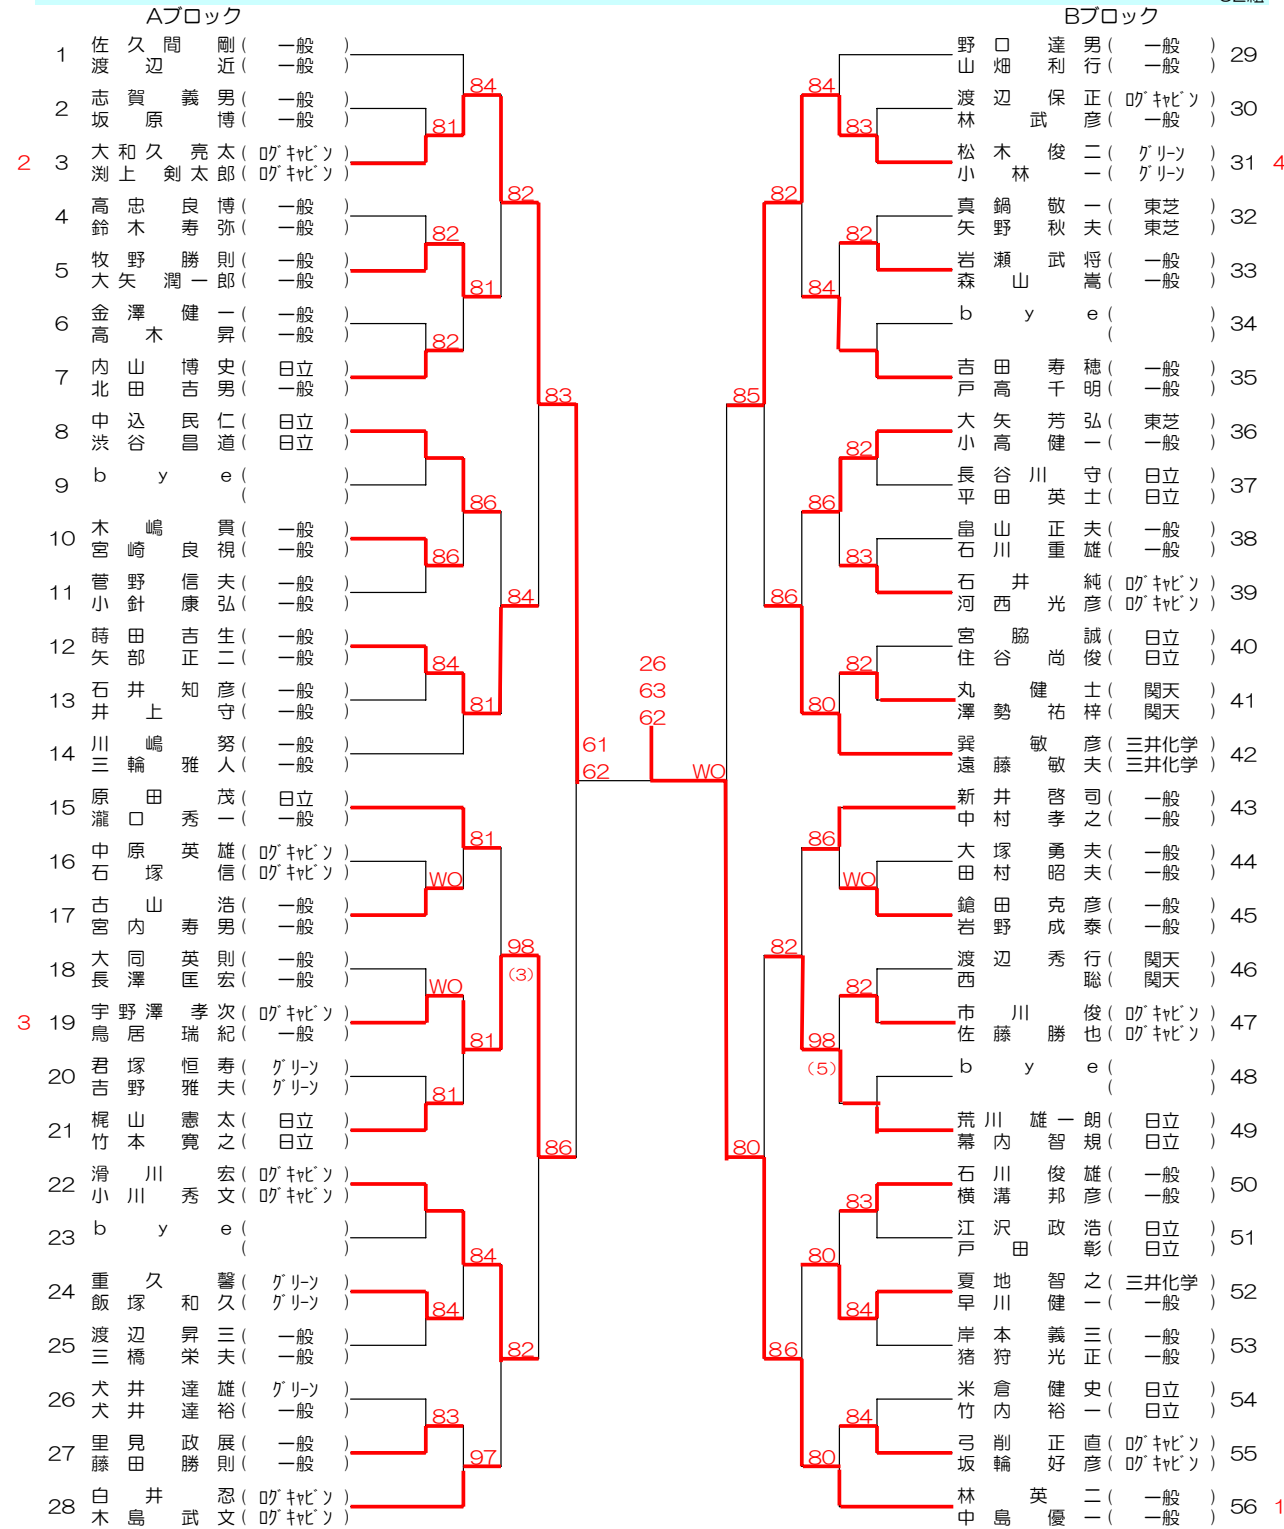 Aブロック
Bブロック
1 佐久間 剛 ( 一般 )
渡辺 近 ( 一般 )
2 志賀義男 ( 一般 )
坂原 博 ( 一般 )
2 3 大和久亮太 ( ログキャビン )
渕上剣太郎 ( ログキャビン )
4 高忠良博 ( 一般 )
鈴木寿弥 ( 一般 )
5 牧野勝則 ( 一般 )
大矢潤一郎 ( 一般 )
6 金澤健一 ( 一般 )
高木 昇 ( 一般 )
7 内山博史 ( 日立 )
北田吉男 ( 一般 )
8 中込民仁 ( 日立 )
渋谷昌道 ( 日立 )
9 bye ( )
( )
10 木嶋 貫 ( 一般 )
宮崎良視 ( 一般 )
11 菅野信夫 ( 一般 )
小針康弘 ( 一般 )
12 蒔田吉生 ( 一般 )
矢部正二 ( 一般 )
13 石井知彦 ( 一般 )
井上 守 ( 一般 )
14 川嶋 努 ( 一般 )
三輪雅人 ( 一般 )
15 原田 茂 ( 日立 )
瀧口秀一 ( 一般 )
16 中原英雄 ( ログキャビン )
石塚 信 ( ログキャビン )
17 古山 浩 ( 一般 )
宮内寿男 ( 一般 )
18 大同英則 ( 一般 )
長澤匡宏 ( 一般 )
3 19 宇野澤孝次 ( ログキャビン )
鳥居瑞紀 ( 一般 )
20 君塚恒寿 ( グリーン )
吉野雅夫 ( グリーン )
21 梶山憲太 ( 日立 )
竹本寛之 ( 日立 )
22 滑川 宏 ( ログキャビン )
小川秀文 ( ログキャビン )
23 bye ( )
( )
24 重久 馨 ( グリーン )
飯塚和久 ( グリーン )
25 渡辺昇三 ( 一般 )
三橋栄夫 ( 一般 )
26 犬井達雄 ( グリーン )
犬井達裕 ( 一般 )
27 里見政展 ( 一般 )
藤田勝則 ( 一般 )
28 白井 忍 ( ログキャビン )
木島武文 ( ログキャビン )
84
81
82
82
81
82
83
86
86
84
84
81
61
62
81
WO
98
(3)
WO
81
81
86
84
84
82
83
97
26
63
62
WO
84
83
82
82
84
85
82
86
83
86
82
80
86
WO
82
82
98
(5)
80
83
80
84
86
84
80
野口達男 ( 一般 ) 29
山畑利行 ( 一般 )
渡辺保正 ( ログキャビン ) 30
林 武彦 ( 一般 )
松木俊二 ( グリーン ) 31 4
小林 一 ( グリーン )
真鍋敬一 ( 東芝 ) 32
矢野秋夫 ( 東芝 )
岩瀬武将 ( 一般 ) 33
森山 嵩 ( 一般 )
bye ( ) 34
( )
吉田寿穂 ( 一般 ) 35
戸高千明 ( 一般 )
大矢芳弘 ( 東芝 ) 36
小高健一 ( 一般 )
長谷川 守 ( 日立 ) 37
平田英士 ( 日立 )
畠山正夫 ( 一般 ) 38
石川重雄 ( 一般 )
石井 純 ( ログキャビン ) 39
河西光彦 ( ログキャビン )
宮脇 誠 ( 日立 ) 40
住谷尚俊 ( 日立 )
丸 健士 ( 関天 ) 41
澤勢祐梓 ( 関天 )
巽 敏彦 ( 三井化学 ) 42
遠藤敏夫 ( 三井化学 )
新井啓司 ( 一般 ) 43
中村孝之 ( 一般 )
大塚勇夫 ( 一般 ) 44
田村昭夫 ( 一般 )
鎗田克彦 ( 一般 ) 45
岩野成泰 ( 一般 )
渡辺秀行 ( 関天 ) 46
西 聡 ( 関天 )
市川 俊 ( ログキャビン ) 47
佐藤勝也 ( ログキャビン )
bye ( ) 48
( )
荒川雄一朗 ( 日立 ) 49
幕内智規 ( 日立 )
石川俊雄 ( 一般 ) 50
横溝邦彦 ( 一般 )
江沢政浩 ( 日立 ) 51
戸田 彰 ( 日立 )
夏地智之 ( 三井化学 ) 52
早川健一 ( 一般 )
岸本義三 ( 一般 ) 53
猪狩光正 ( 一般 )
米倉健史 ( 日立 ) 54
竹内裕一 ( 日立 )
弓削正直 ( ログキャビン ) 55
坂輪好彦 ( ログキャビン )
林 英二 ( 一般 ) 56 1
中島優一 ( 一般 )